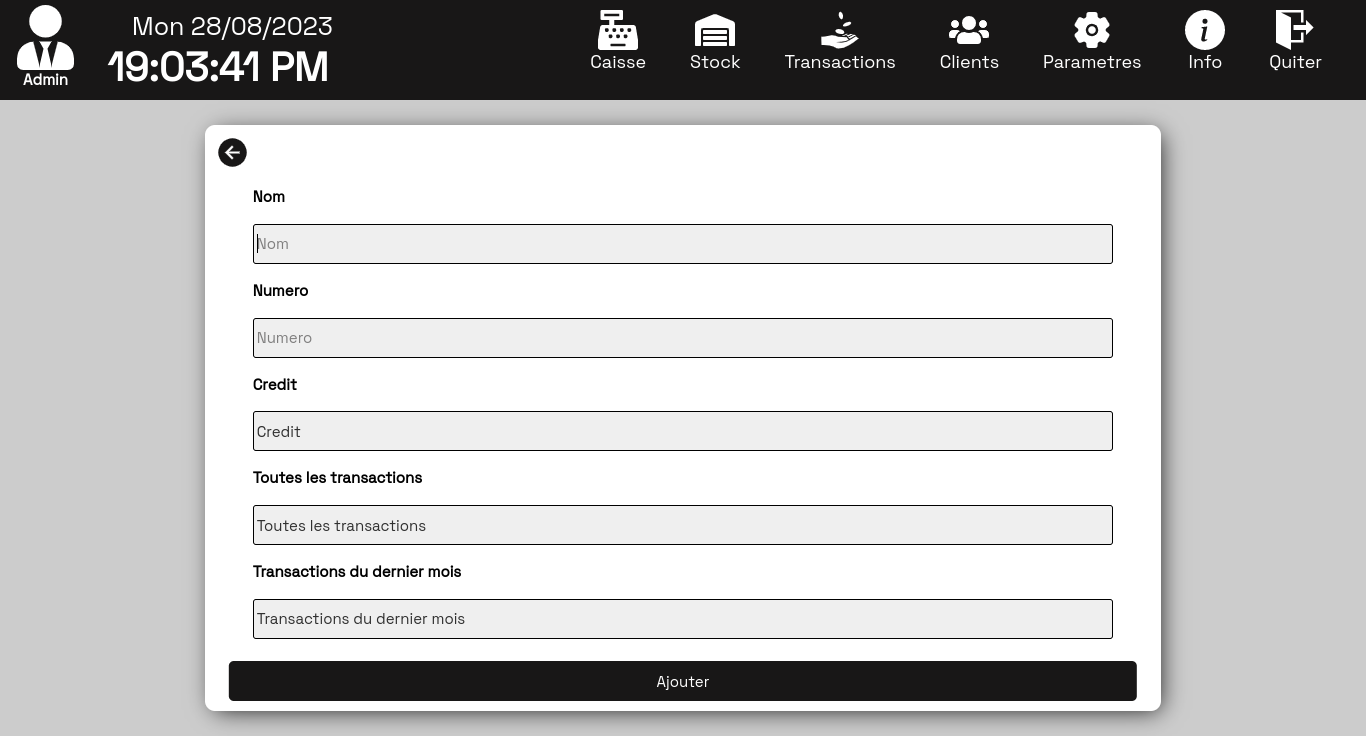 Mon 28/08/2023
19:03:41 PM
Admin
Caisse
Stock
Transactions
Clients
Parametres
Info
Quiter
Nom
Nom
Numero
Numero
Credit
Credit
Toutes les transactions
Toutes les transactions
Transactions du dernier mois
Transactions du dernier mois
Ajouter